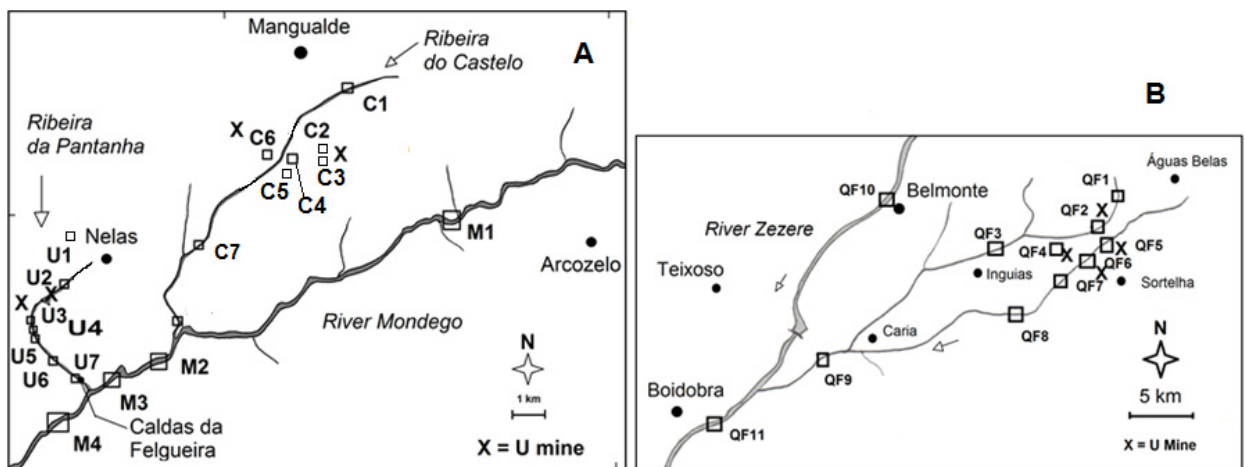 Mangualde
Ribeira
do Castelo
A
C1
Ribeira
da Pantanha
X
C6
C2
X
C3
C5
C4
M1
Nelas
U1
C7
Arcozelo
U2
X
X
U3
U4
River Mondego
U5
U7
U6
M2
M3
N
1 km
Caldas da
Felgueira
M4
X = U mine
B
Águas Belas
QF1
QF10
Belmonte
QF2
X
River Zezere
QF3
QF4
X
X
QF5
QF6
X
Teixoso
Inguias
QF7
Sortelha
Caria
QF8
N
QF9
Boidobra
5 km
QF11
X = U Mine